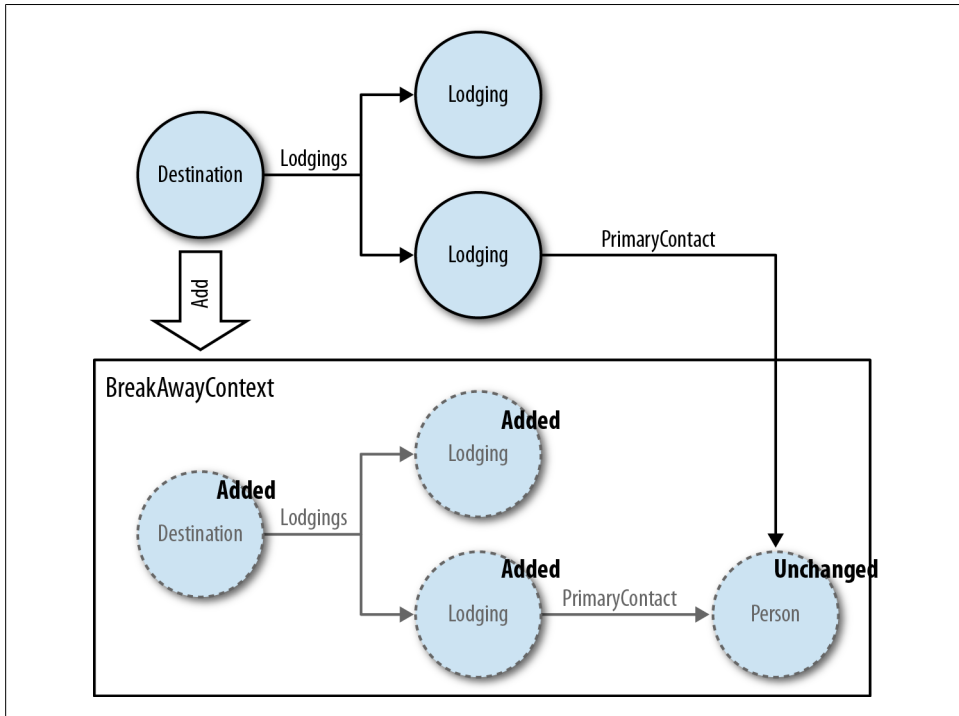 Lodging
Lodgings
Destination
Lodging
PrimaryContact
Add
BreakAwayContext
Added
Lodging
Added
Lodgings
Destination
Added
Unchanged
Lodging
PrimaryContact
Person